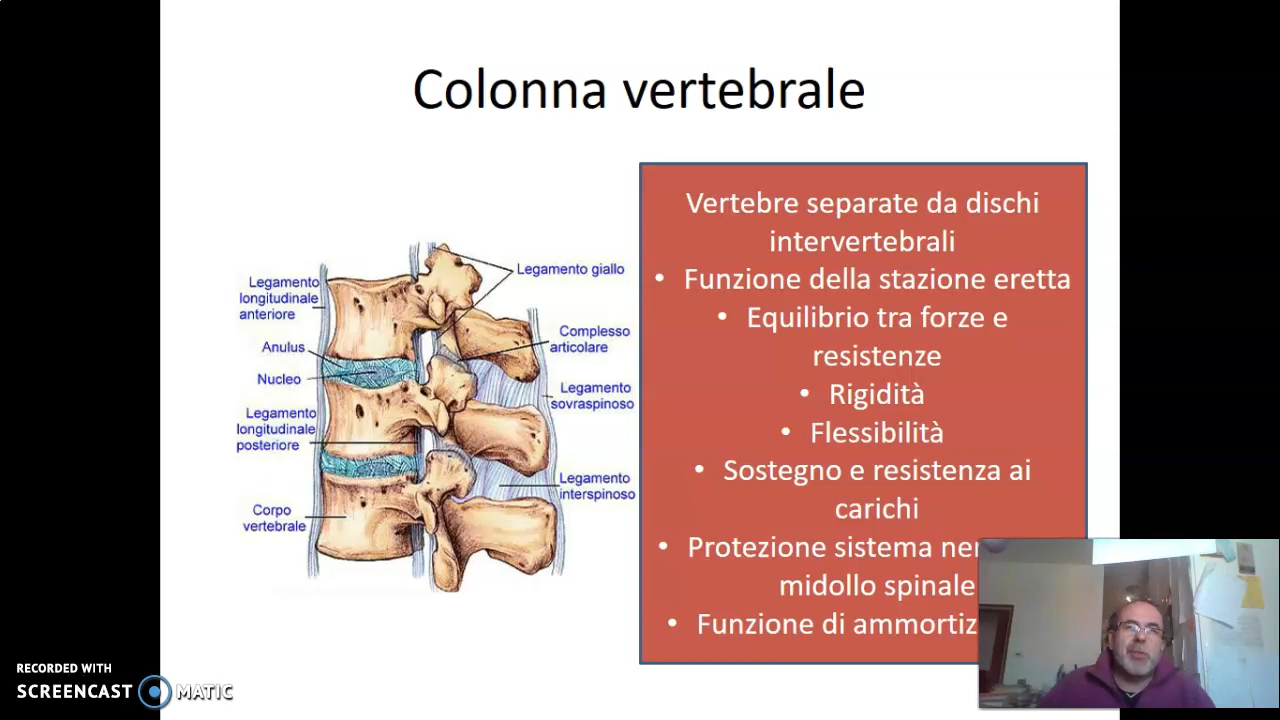 Colonna vertebrale
Legamento
longitudinale
anteriore
Anulus
Nucleo
Legamento
longitudinale
posteriore
Corpo
vertebrale
Legamento giallo
Complesso
articolare
Legamento
sovraspinoso
Legamento
interspinoso
Vertebre separate da dischi
intervertebrali
• Funzione della stazione eretta
• Equilibrio tra forze e
resistenze
• Rigidità
• Flessibilità
• Sostegno e resistenza ai
carichi
• Protezione sistema
midollo spinale
• Funzione di
RECORDED WITH
SCREENCAST MATIC